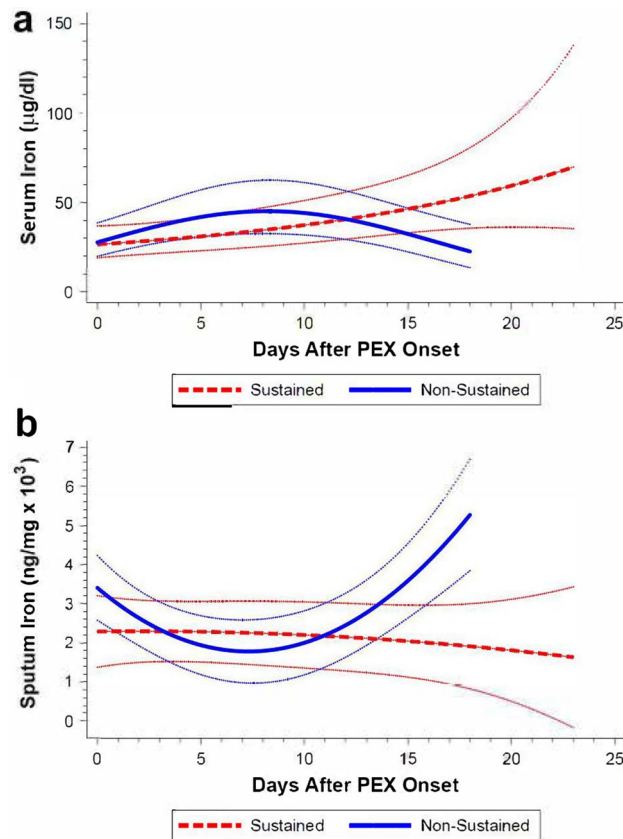 a
150
100
50
0
Serum Iron (μg/dl)
0 5 10 15 20 25
Days After PEX Onset
Sustained Non-Sustained
b
7
6
5
4
3
2
1
0
Sputum Iron (ng/mg x 10³)
0 5 10 15 20 25
Days After PEX Onset
Sustained Non-Sustained